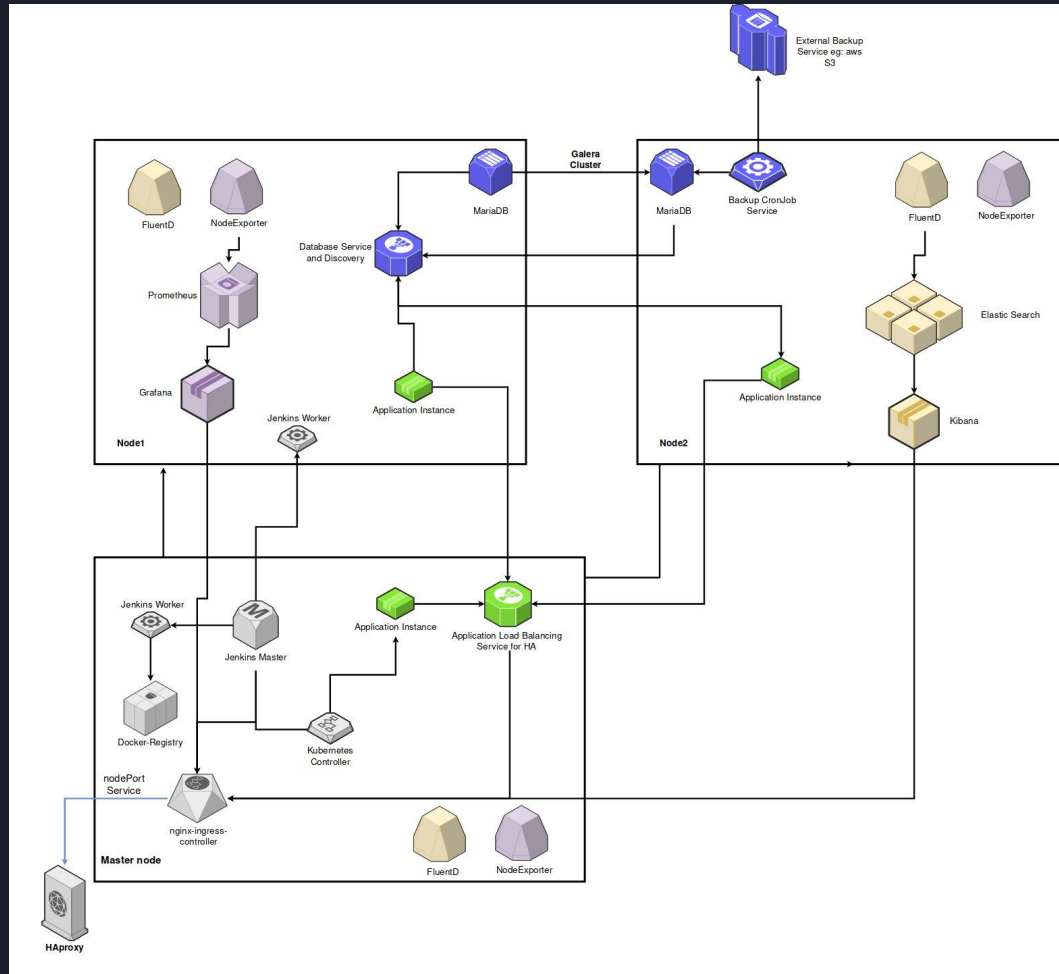 External Backup
Service eg: aws
S3
Galera
Cluster
FluentD
NodeExporter
MariaDB
MariaDB
Backup CronJob
Service
FluentD
NodeExporter
Database Service
and Discovery
Prometheus
Elastic Search
Grafana
Application Instance
Application Instance
Jenkins Worker
Kibana
Node1
Node2
Jenkins Worker
Application Instance
Application Load Balancing
Service for HA
Jenkins Master
Docker-Registry
Kubernetes
Controller
nodePort
Service
nginx-ingress-
controller
Master node
FluentD
NodeExporter
HAproxy